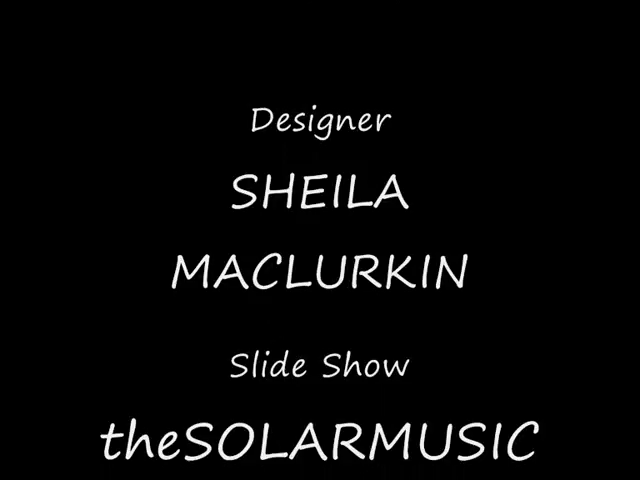 Designer
SHEILA
MACLURKIN
Slide Show
theSOLARMUSIC